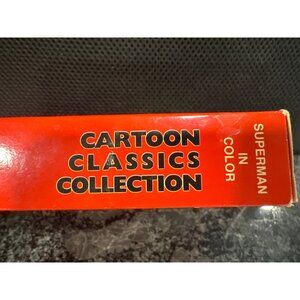 CARTOON
CLASSICS
COLLECTION
SUPERMAN
IN
COLOR